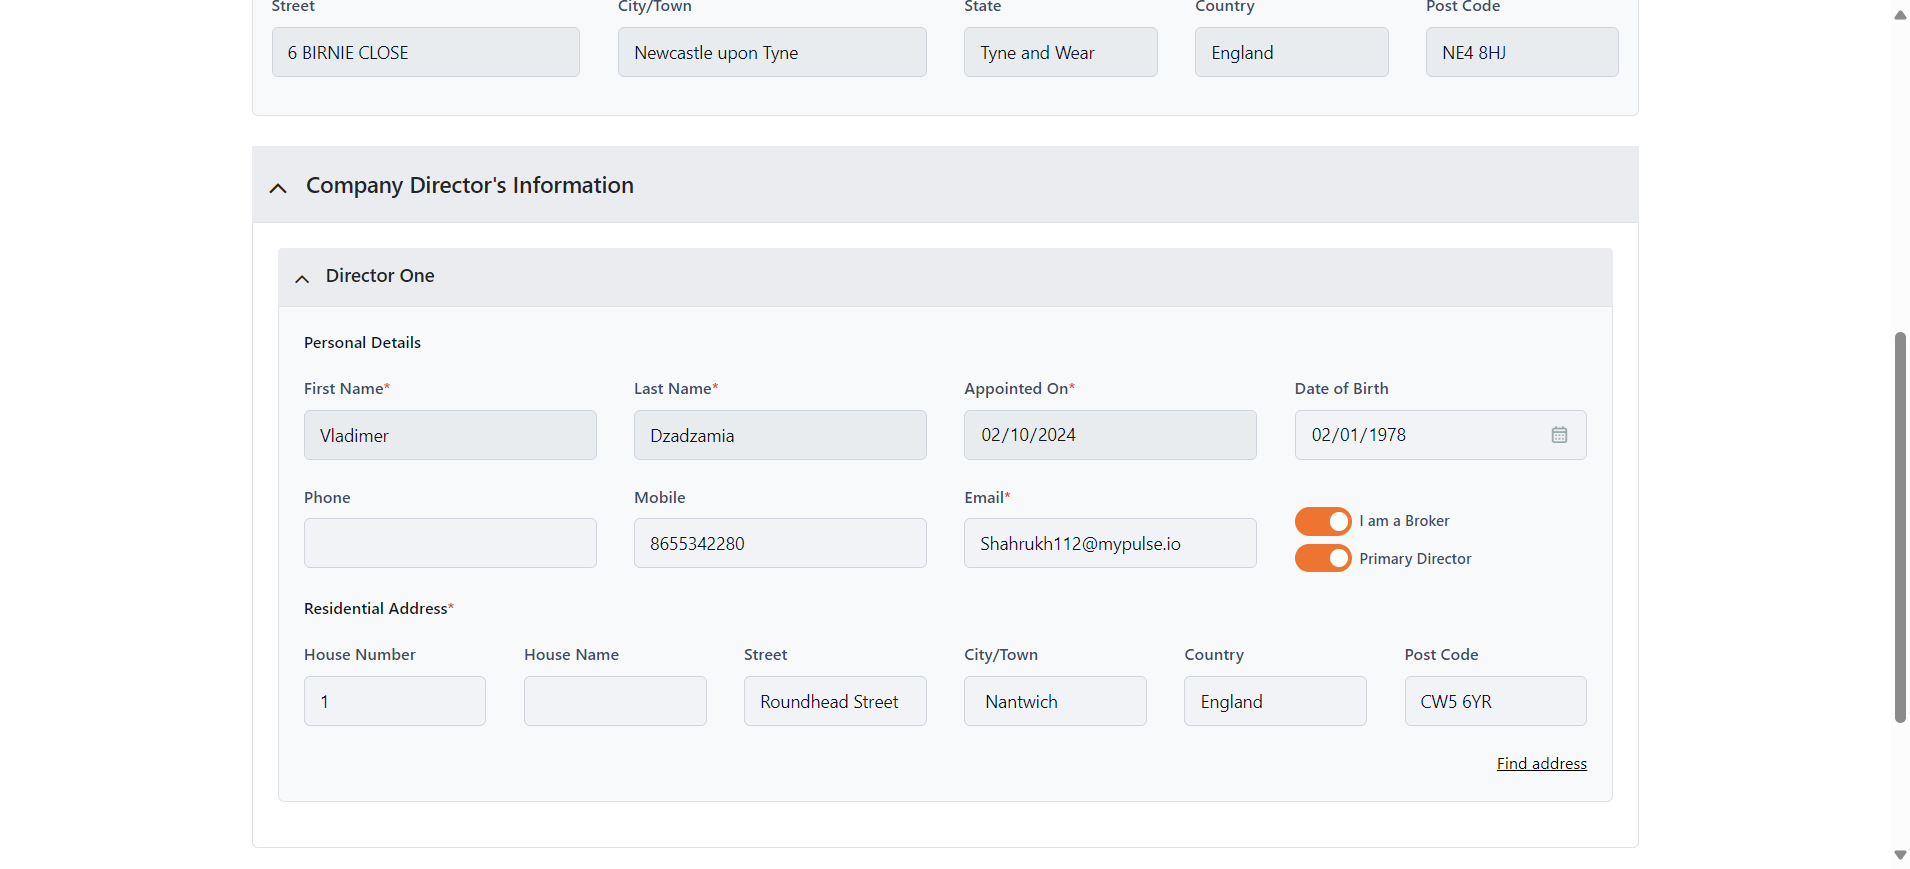 Street City/Town State Country Post Code
6 BIRNIE CLOSE Newcastle upon Tyne Tyne and Wear England NE4 8HJ
Company Director's Information
Director One
Personal Details
First Name* Last Name* Appointed On* Date of Birth
Vladimer Dzadzamia 02/10/2024 02/01/1978
Phone Mobile Email*
I am a Broker
8655342280 Shahrukh112@mypulse.io
Primary Director
Residential Address*
House Number House Name Street City/Town Country Post Code
1 Roundhead Street Nantwich England CW5 6YR
Find address